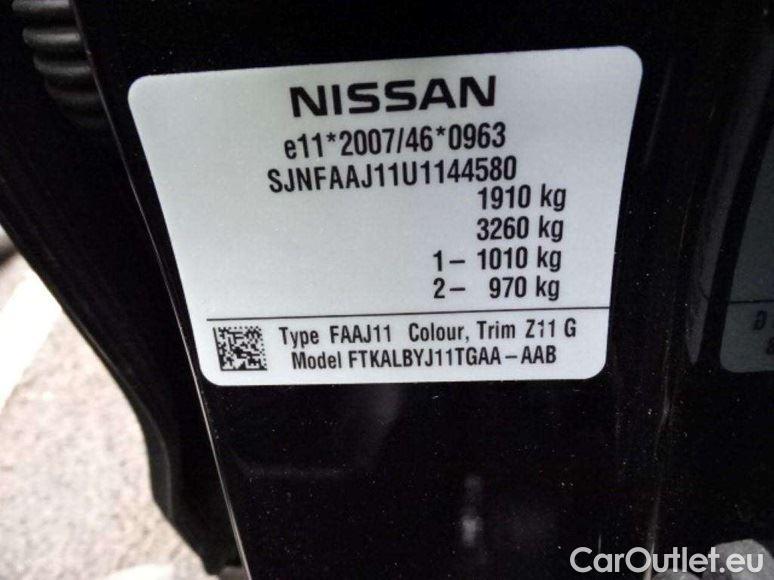 NISSAN
e11*2007/46*0963
SJNFAAJ11U1144580
1910 kg
3260 kg
1- 1010 kg
2- 970 kg
Type FAAJ11 Colour, Trim Z11 G
Model FTKALBYJ11TGAA-AAB
CarOutlet.eu